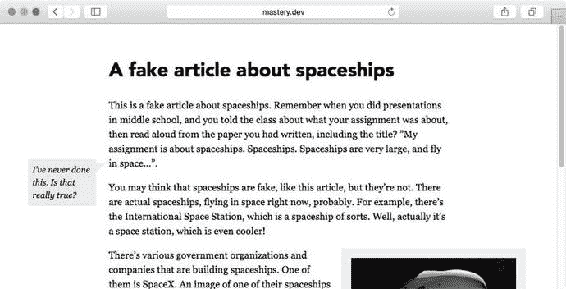 mastery.dev
A fake article about spaceships
This is a fake article about spaceships. Remember when you did presentations
in middle school, and you told the class about what your assignment was about,
then read aloud from the paper you had written, including the title? "My
assignment is about spaceships. Spaceships. Spaceships are very large, and fly
in space...".
I've never done
this. Is that
really true?
You may think that spaceships are fake, like this article, but they're not. There
are actual spaceships, flying in space right now, probably. For example, there's
the International Space Station, which is a spaceship of sorts. Well, actually it's
a space station, which is even cooler!
There's various government organizations and
companies that are building spaceships. One of
them is SpaceX. An image of one of their spaceships